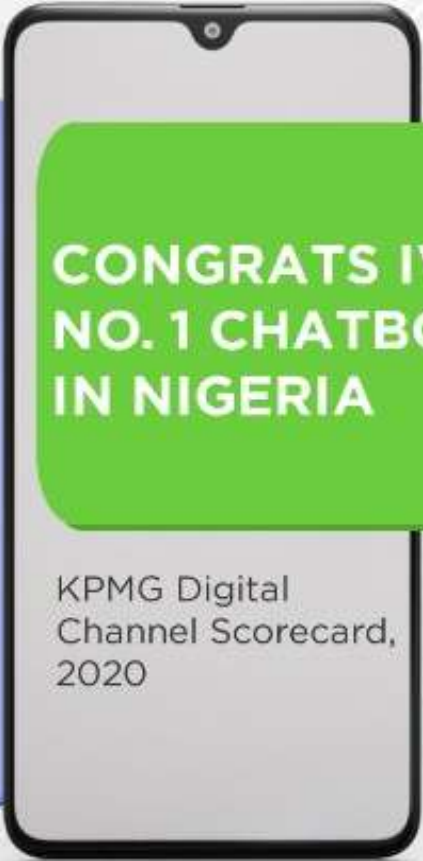 CONGRATS
NO. 1
IN NIGERIA
KPMG Digital
Channel Scorecard,
2020